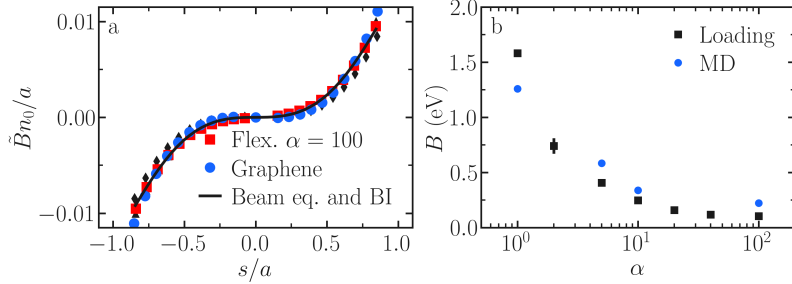 a
0.01
0.00
−0.01
B̃n₀/a
Flex. α = 100
Graphene
Beam eq. and BI
−1.0 −0.5 0.0 0.5 1.0
s/a
b
2.0
1.5
1.0
0.5
0.0
B (eV)
Loading
MD
10⁰ 10¹ 10²
α